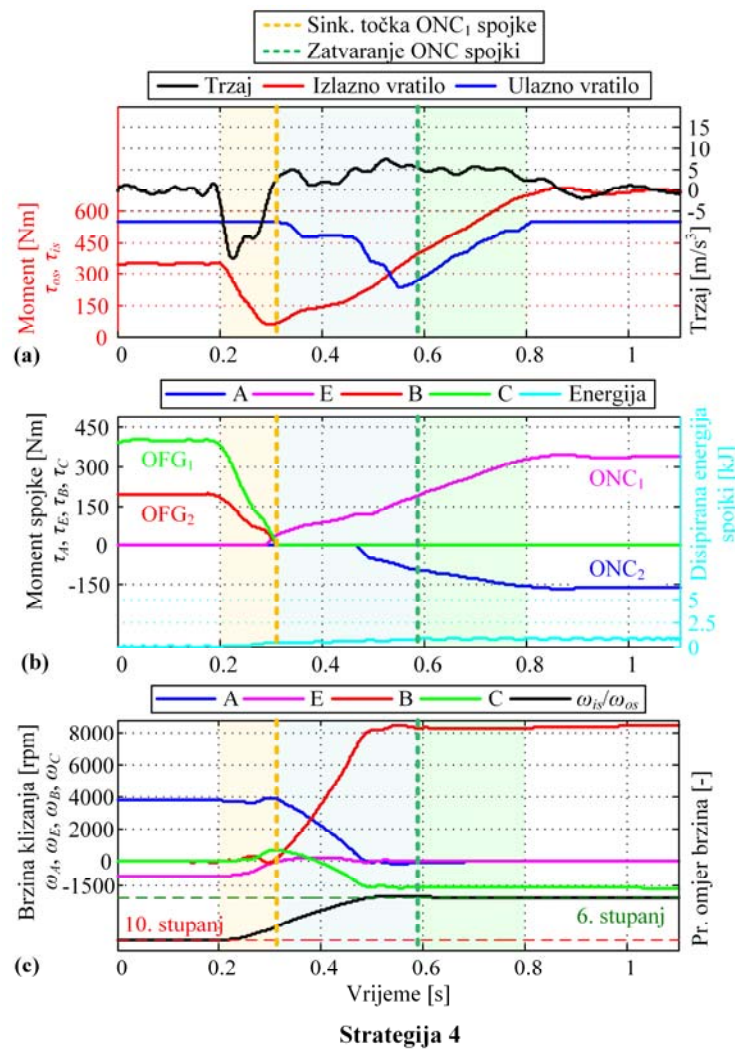 Sink. točka ONC₁ spojke
Zatvaranje ONC spojki
Trzaj Izlazno vratilo Ulazno vratilo
Moment [Nm]
τos, τis
600
450
300
150
0
15
10
5
0
-5
Trzaj [m/s³]
(a)
0 0.2 0.4 0.6 0.8 1
A E B C Energija
Moment spojke [Nm]
τA, τE, τB, τC
450
300
150
0
-150
OFG₁
OFG₂
ONC₁
ONC₂
5
2.5
0
Disipirana energija
spojki [kJ]
(b)
0 0.2 0.4 0.6 0.8 1
A E B C ωis/ωos
Brzina klizanja [rpm]
ωA, ωE, ωB, ωC
8000
6000
4000
2000
0
-1500
10. stupanj
6. stupanj
Pr. omjer brzina [-]
(c)
0 0.2 0.4 0.6 0.8 1
Vrijeme [s]
Strategija 4